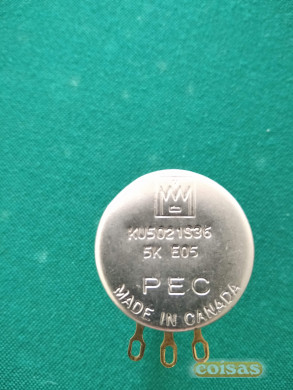 KU5021S36
5K E05
PEC
MADE IN CANADA
coisas